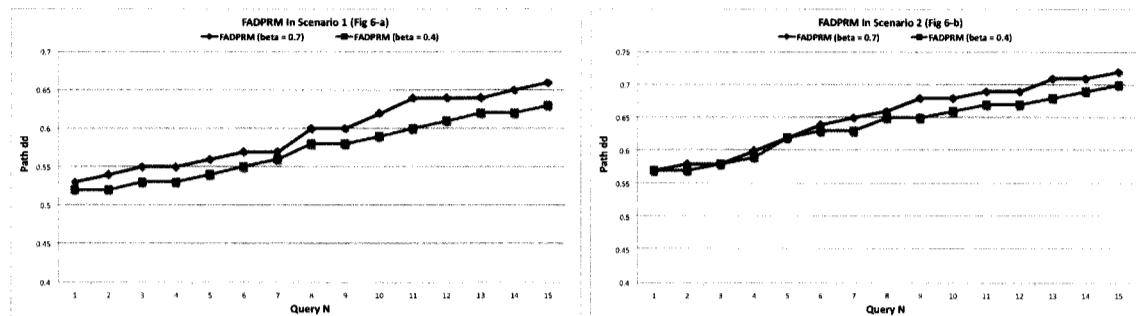 FADPRM In Scenario 1 (Fig 6-a)
FADPRM (beta = 0.7) FADPRM (beta = 0.4)
0.7
0.65
0.6
0.55
0.5
0.45
0.4
Path dd
1 2 3 4 5 6 7 8 9 10 11 12 13 14 15
Query N
FADPRM In Scenario 2 (Fig 6-b)
FADPRM (beta = 0.7) FADPRM (beta = 0.4)
0.75
0.7
0.65
0.6
0.55
0.5
0.45
0.4
Path dd
1 2 3 4 5 6 7 8 9 10 11 12 13 14 15
Query N